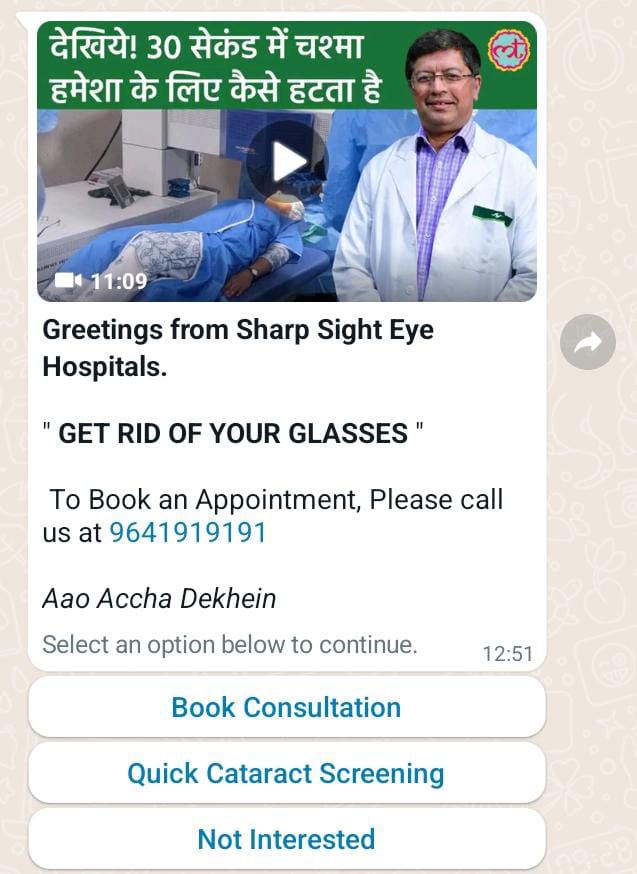 देखिये! 30 सेकंड में चश्मा
हमेशा के लिए कैसे हटता है
mt
11:09
Greetings from Sharp Sight Eye
Hospitals.
" GET RID OF YOUR GLASSES "
To Book an Appointment, Please call
us at 9641919191
Aao Accha Dekhein
Select an option below to continue.
12:51
Book Consultation
Quick Cataract Screening
Not Interested